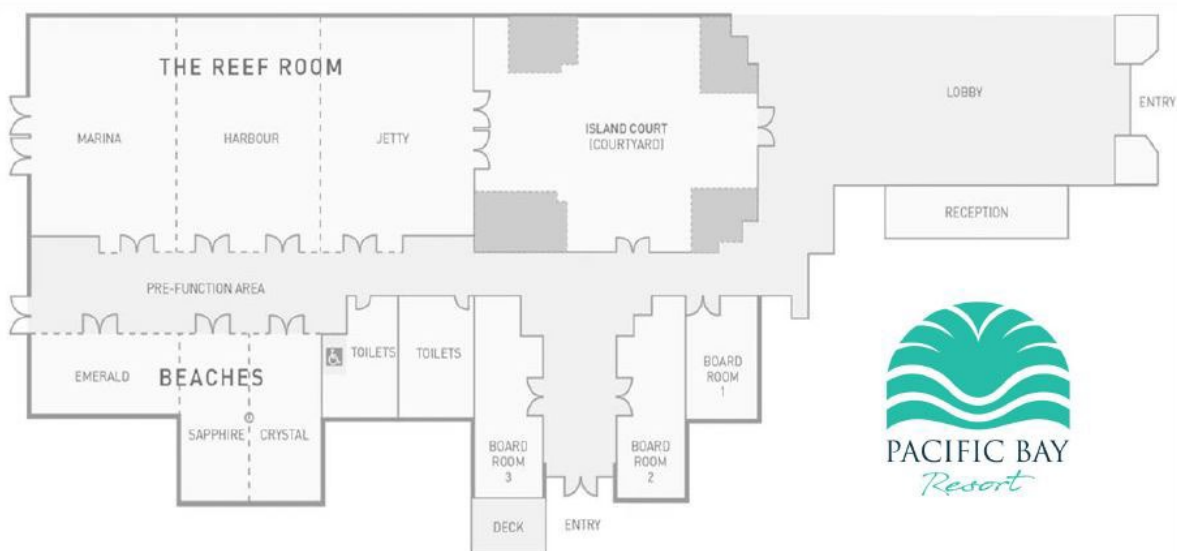 THE REEF ROOM
MARINA
HARBOUR
JETTY
ISLAND COURT
(COURTYARD)
LOBBY
ENTRY
RECEPTION
PRE-FUNCTION AREA
EMERALD
BEACHES
SAPPHIRE
CRYSTAL
TOILETS
TOILETS
BOARD
ROOM
3
BOARD
ROOM
2
BOARD
ROOM
1
DECK
ENTRY
PACIFIC BAY
Resort